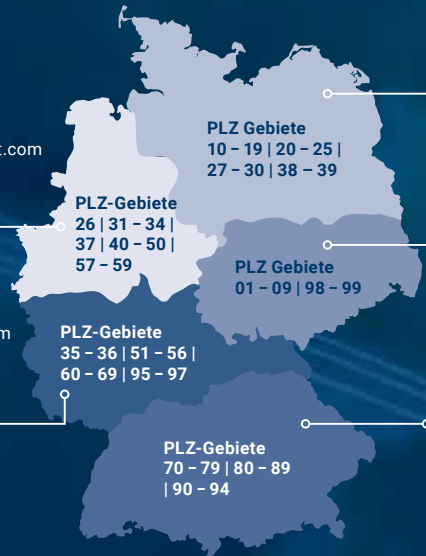 PLZ Gebiete
10 – 19 | 20 – 25 |
27 – 30 | 38 – 39
t.com
PLZ-Gebiete
26 | 31 – 34 |
37 | 40 – 50 |
57 – 59
PLZ Gebiete
01 – 09 | 98 – 99
m
PLZ-Gebiete
35 – 36 | 51 – 56 |
60 – 69 | 95 – 97
PLZ-Gebiete
70 – 79 | 80 – 89
| 90 – 94